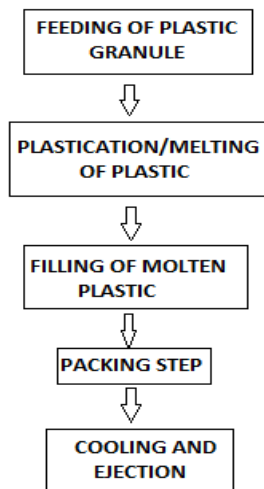 FEEDING OF PLASTIC
GRANULE
PLASTICATION/MELTING
OF PLASTIC
FILLING OF MOLTEN
PLASTIC
PACKING STEP
COOLING AND
EJECTION